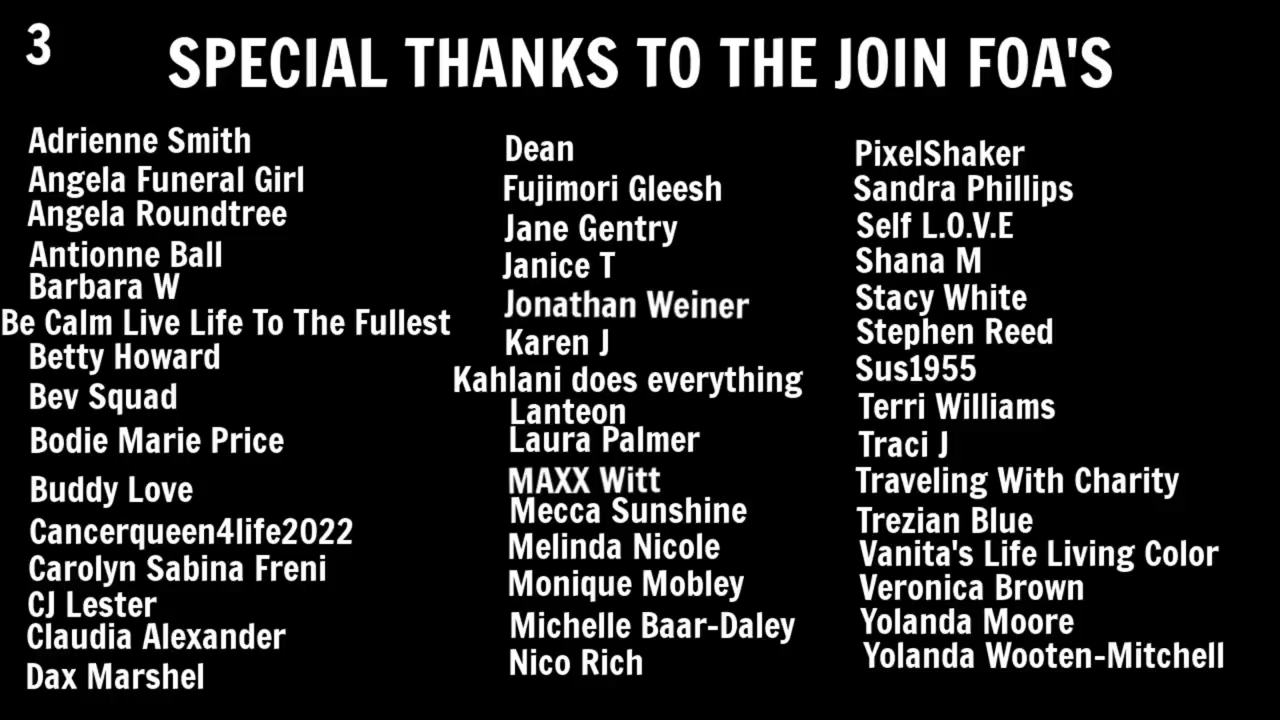 3
SPECIAL THANKS TO THE JOIN FOA'S
Adrienne Smith
Angela Funeral Girl
Angela Roundtree
Antionne Ball
Barbara W
Be Calm Live Life To The Fullest
Betty Howard
Bev Squad
Bodie Marie Price
Buddy Love
Cancerqueen4life2022
Carolyn Sabina Freni
CJ Lester
Claudia Alexander
Dax Marshel
Dean
Fujimori Gleesh
Jane Gentry
Janice T
Jonathan Weiner
Karen J
Kahlani does everything
Lanteon
Laura Palmer
MAXX Witt
Mecca Sunshine
Melinda Nicole
Monique Mobley
Michelle Baar-Daley
Nico Rich
PixelShaker
Sandra Phillips
Self L.O.V.E
Shana M
Stacy White
Stephen Reed
Sus1955
Terri Williams
Traci J
Traveling With Charity
Trezian Blue
Vanita's Life Living Color
Veronica Brown
Yolanda Moore
Yolanda Wooten-Mitchell